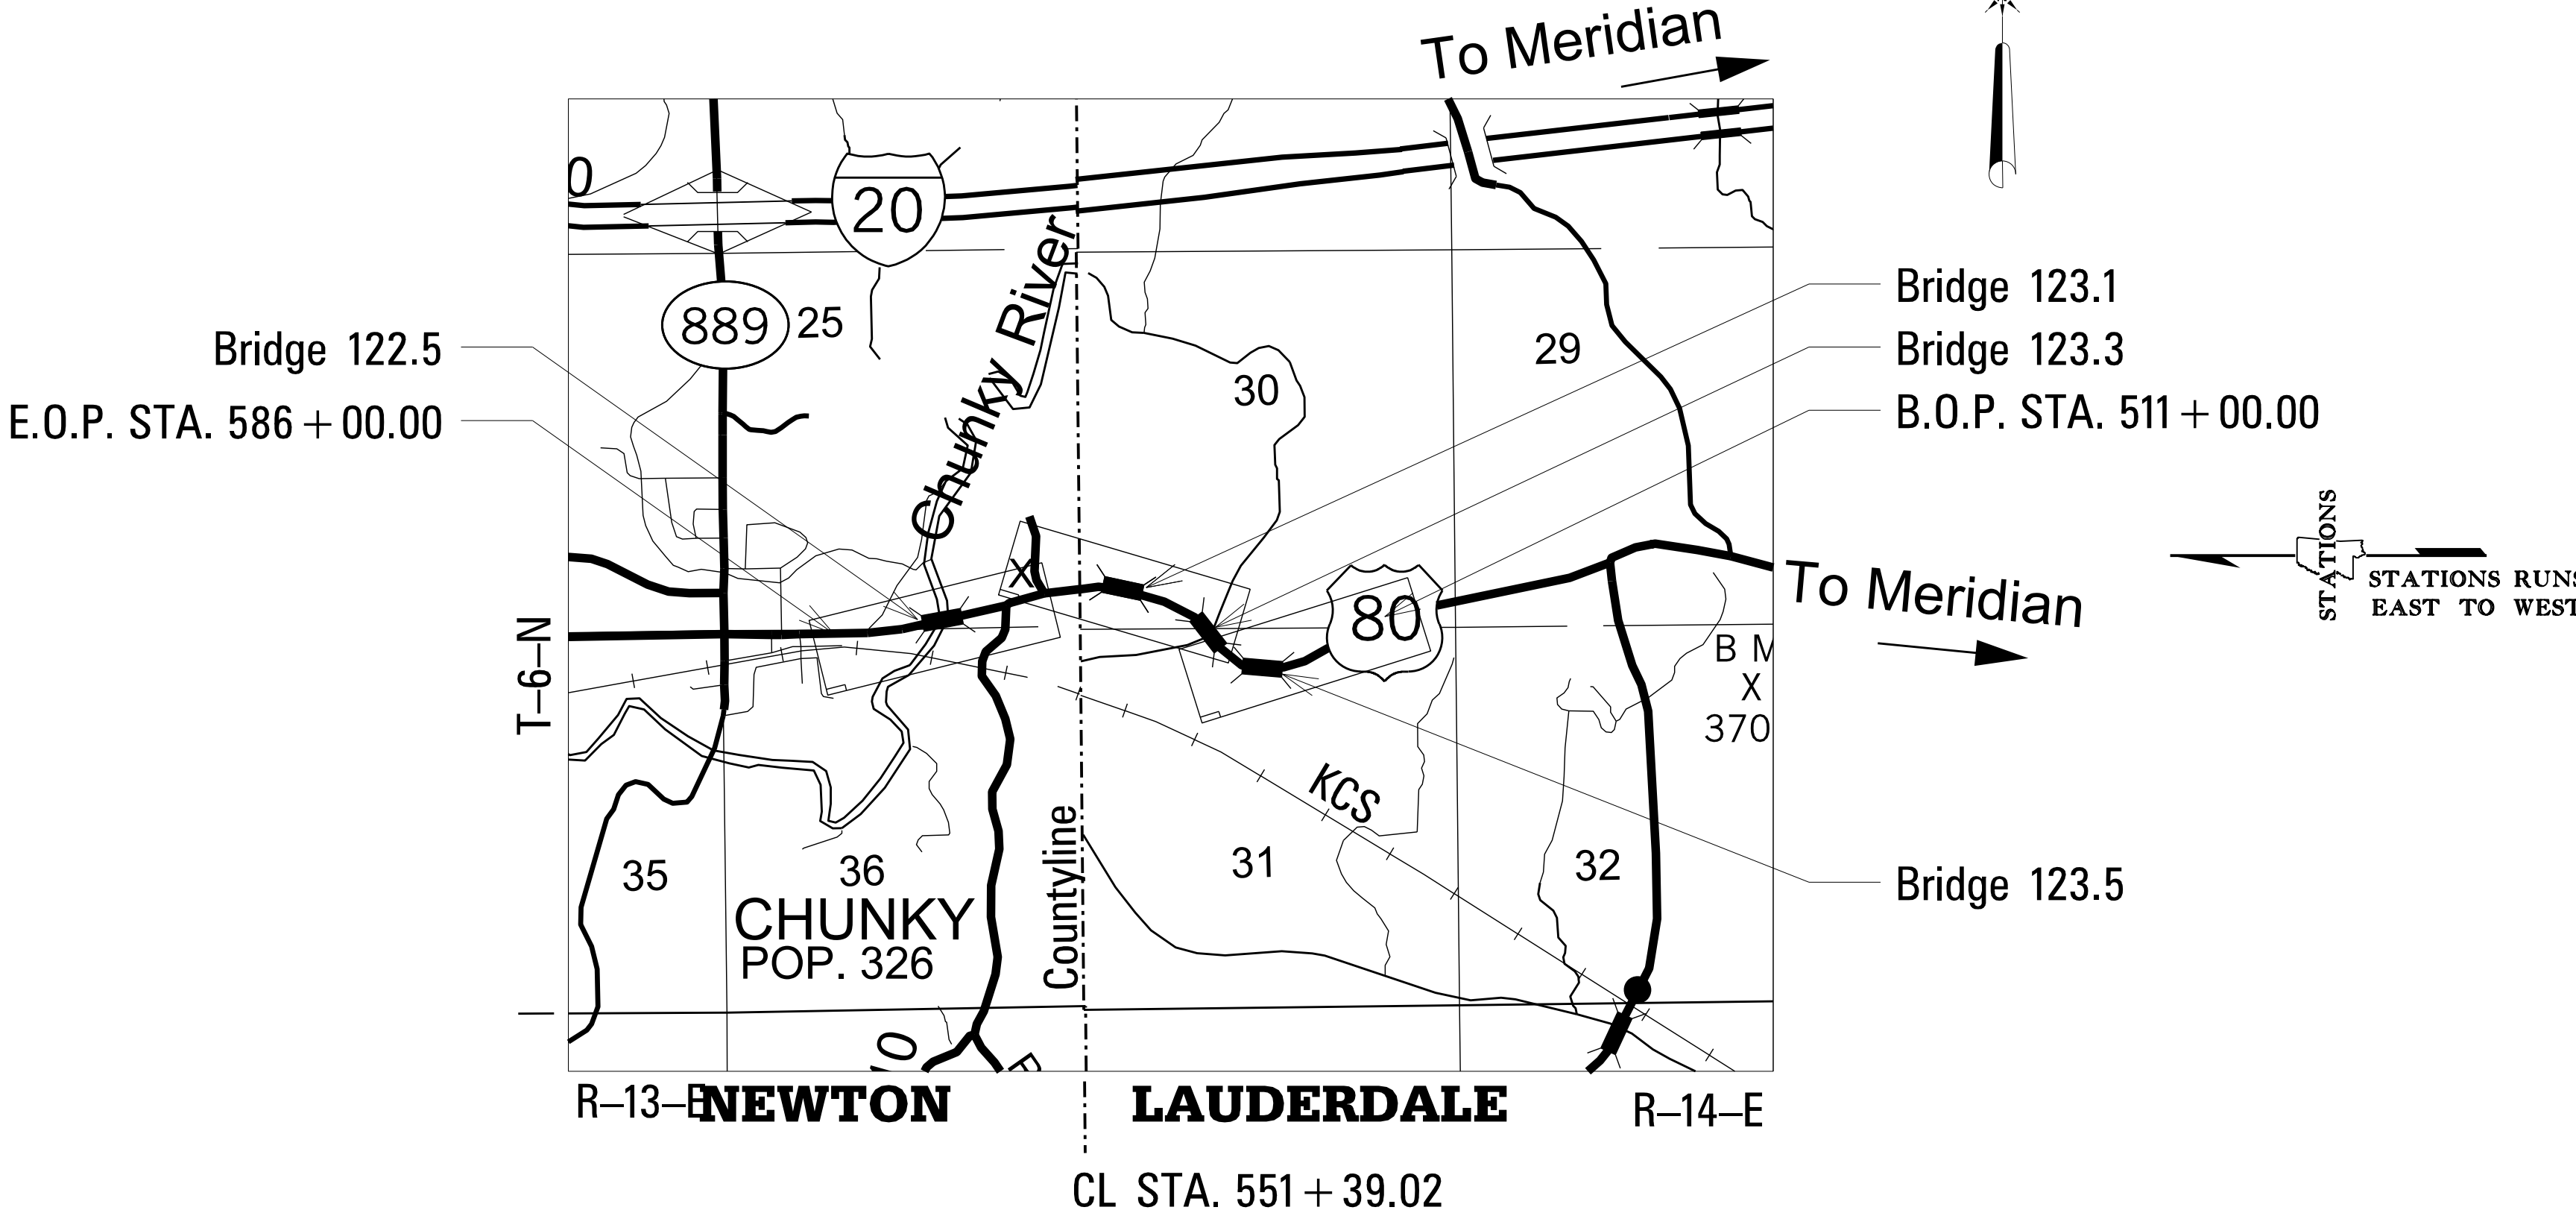 To Meridian
20
Chunky River
Bridge 123.1
889
25
Bridge 122.5
29
Bridge 123.3
30
E.O.P. STA. 586+00.00
B.O.P. STA. 511+00.00
STATIONS
X
To Meridian
STATIONS RUNS
EAST TO WEST
80
T-6-N
B M
X
370
KCS
Countyline
35
36
31
32
Bridge 123.5
CHUNKY
POP. 326
R-13-E
NEWTON
LAUDERDALE
R-14-E
CL STA. 551+39.02